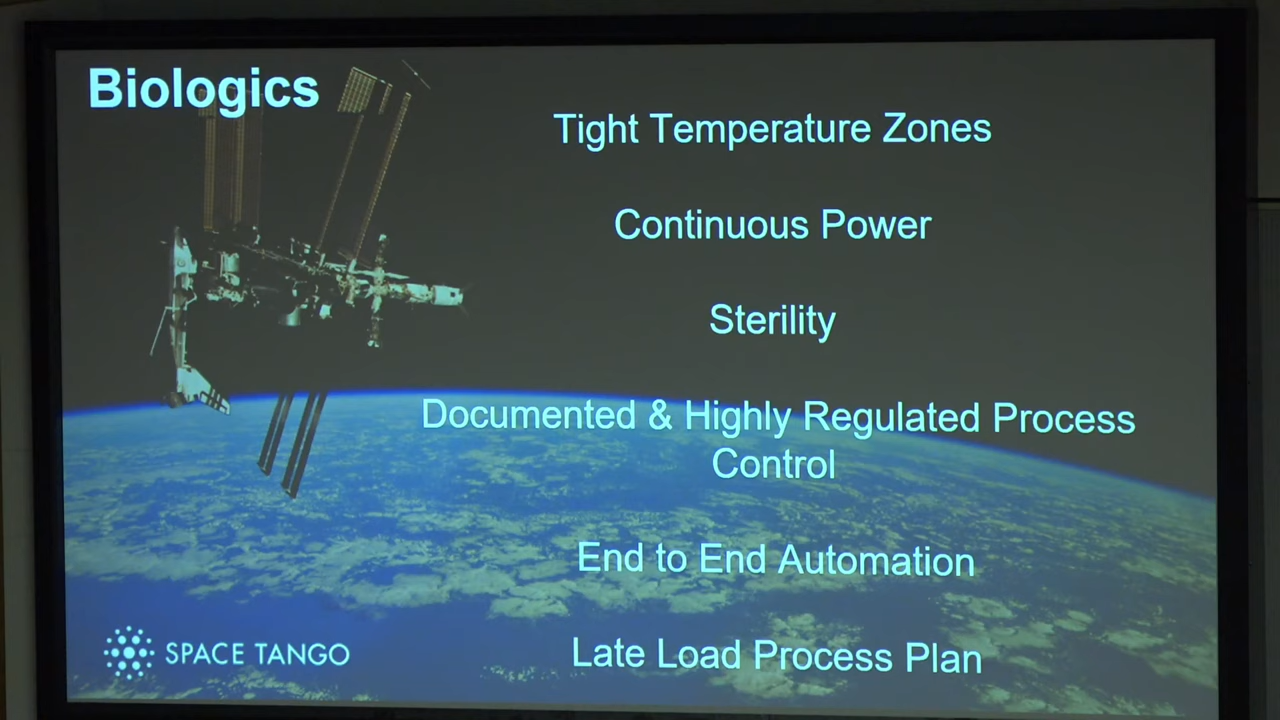 Biologics
Tight Temperature Zones
Continuous Power
Sterility
Documented & Highly Regulated Process
Control
End to End Automation
Late Load Process Plan
SPACE TANGO